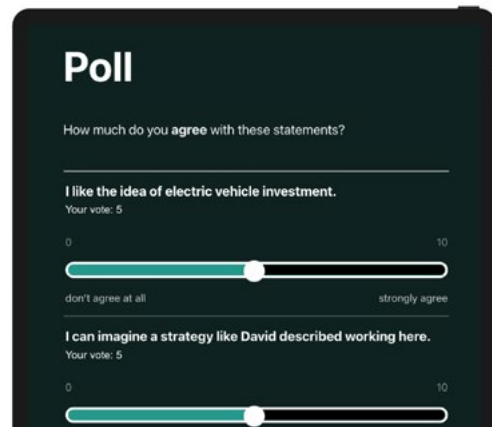 Poll
How much do you agree with these statements?
I like the idea of electric vehicle investment.
Your vote: 5
0 10
don't agree at all strongly agree
I can imagine a strategy like David described working here.
Your vote: 5
0 10